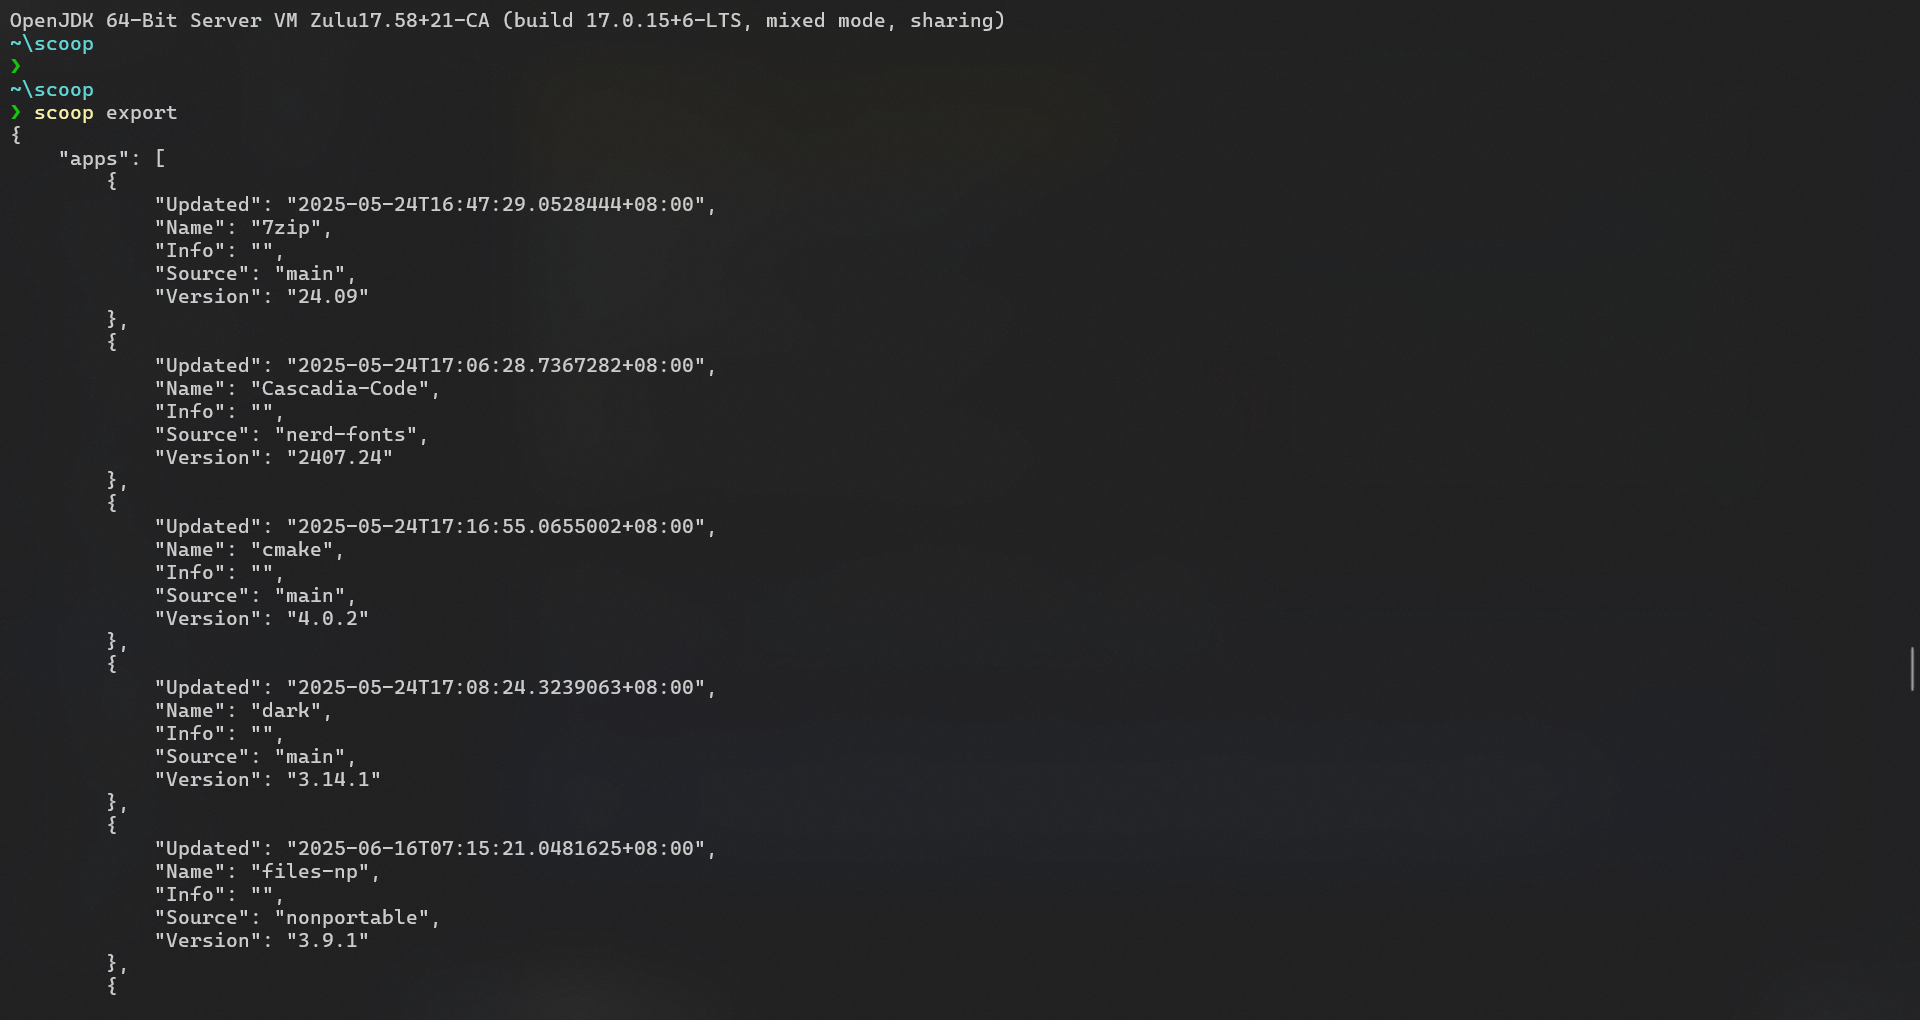 OpenJDK 64-Bit Server VM Zulu17.58+21-CA (build 17.0.15+6-LTS, mixed mode, sharing)
~\scoop
❯
~\scoop
❯ scoop export
{
    "apps": [
        {
            "Updated": "2025-05-24T16:47:29.0528444+08:00",
            "Name": "7zip",
            "Info": "",
            "Source": "main",
            "Version": "24.09"
        },
        {
            "Updated": "2025-05-24T17:06:28.7367282+08:00",
            "Name": "Cascadia-Code",
            "Info": "",
            "Source": "nerd-fonts",
            "Version": "2407.24"
        },
        {
            "Updated": "2025-05-24T17:16:55.0655002+08:00",
            "Name": "cmake",
            "Info": "",
            "Source": "main",
            "Version": "4.0.2"
        },
        {
            "Updated": "2025-05-24T17:08:24.3239063+08:00",
            "Name": "dark",
            "Info": "",
            "Source": "main",
            "Version": "3.14.1"
        },
        {
            "Updated": "2025-06-16T07:15:21.0481625+08:00",
            "Name": "files-np",
            "Info": "",
            "Source": "nonportable",
            "Version": "3.9.1"
        },
        {